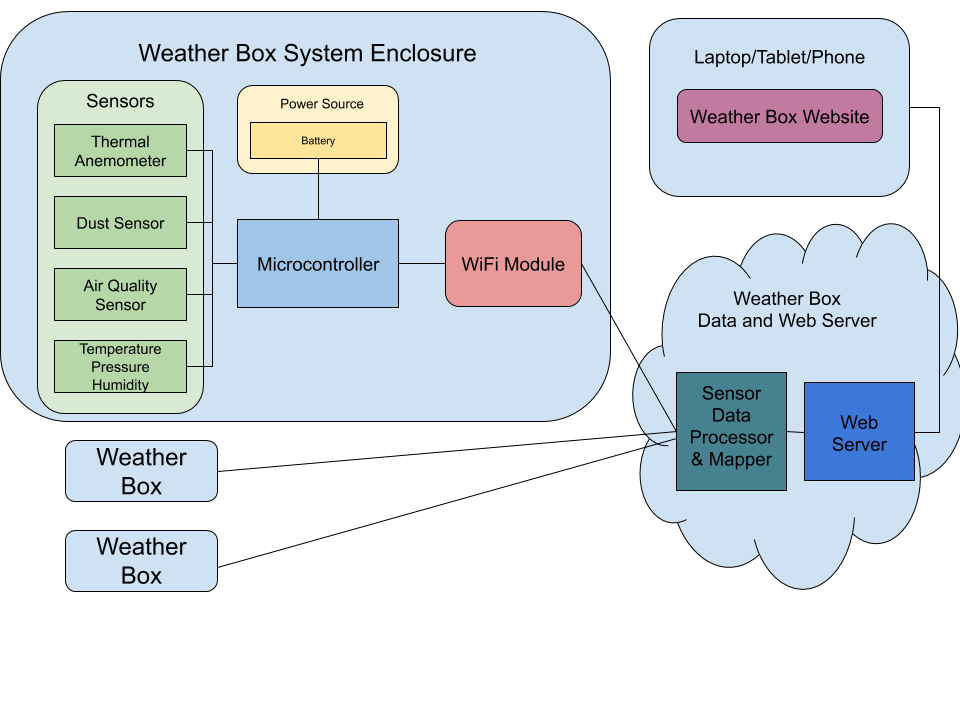 Weather Box System Enclosure
Sensors
Thermal
Anemometer
Dust Sensor
Air Quality
Sensor
Temperature
Pressure
Humidity
Power Source
Battery
Microcontroller
WiFi Module
Laptop/Tablet/Phone
Weather Box Website
Weather Box
Data and Web Server
Sensor
Data
Processor
& Mapper
Web
Server
Weather
Box
Weather
Box